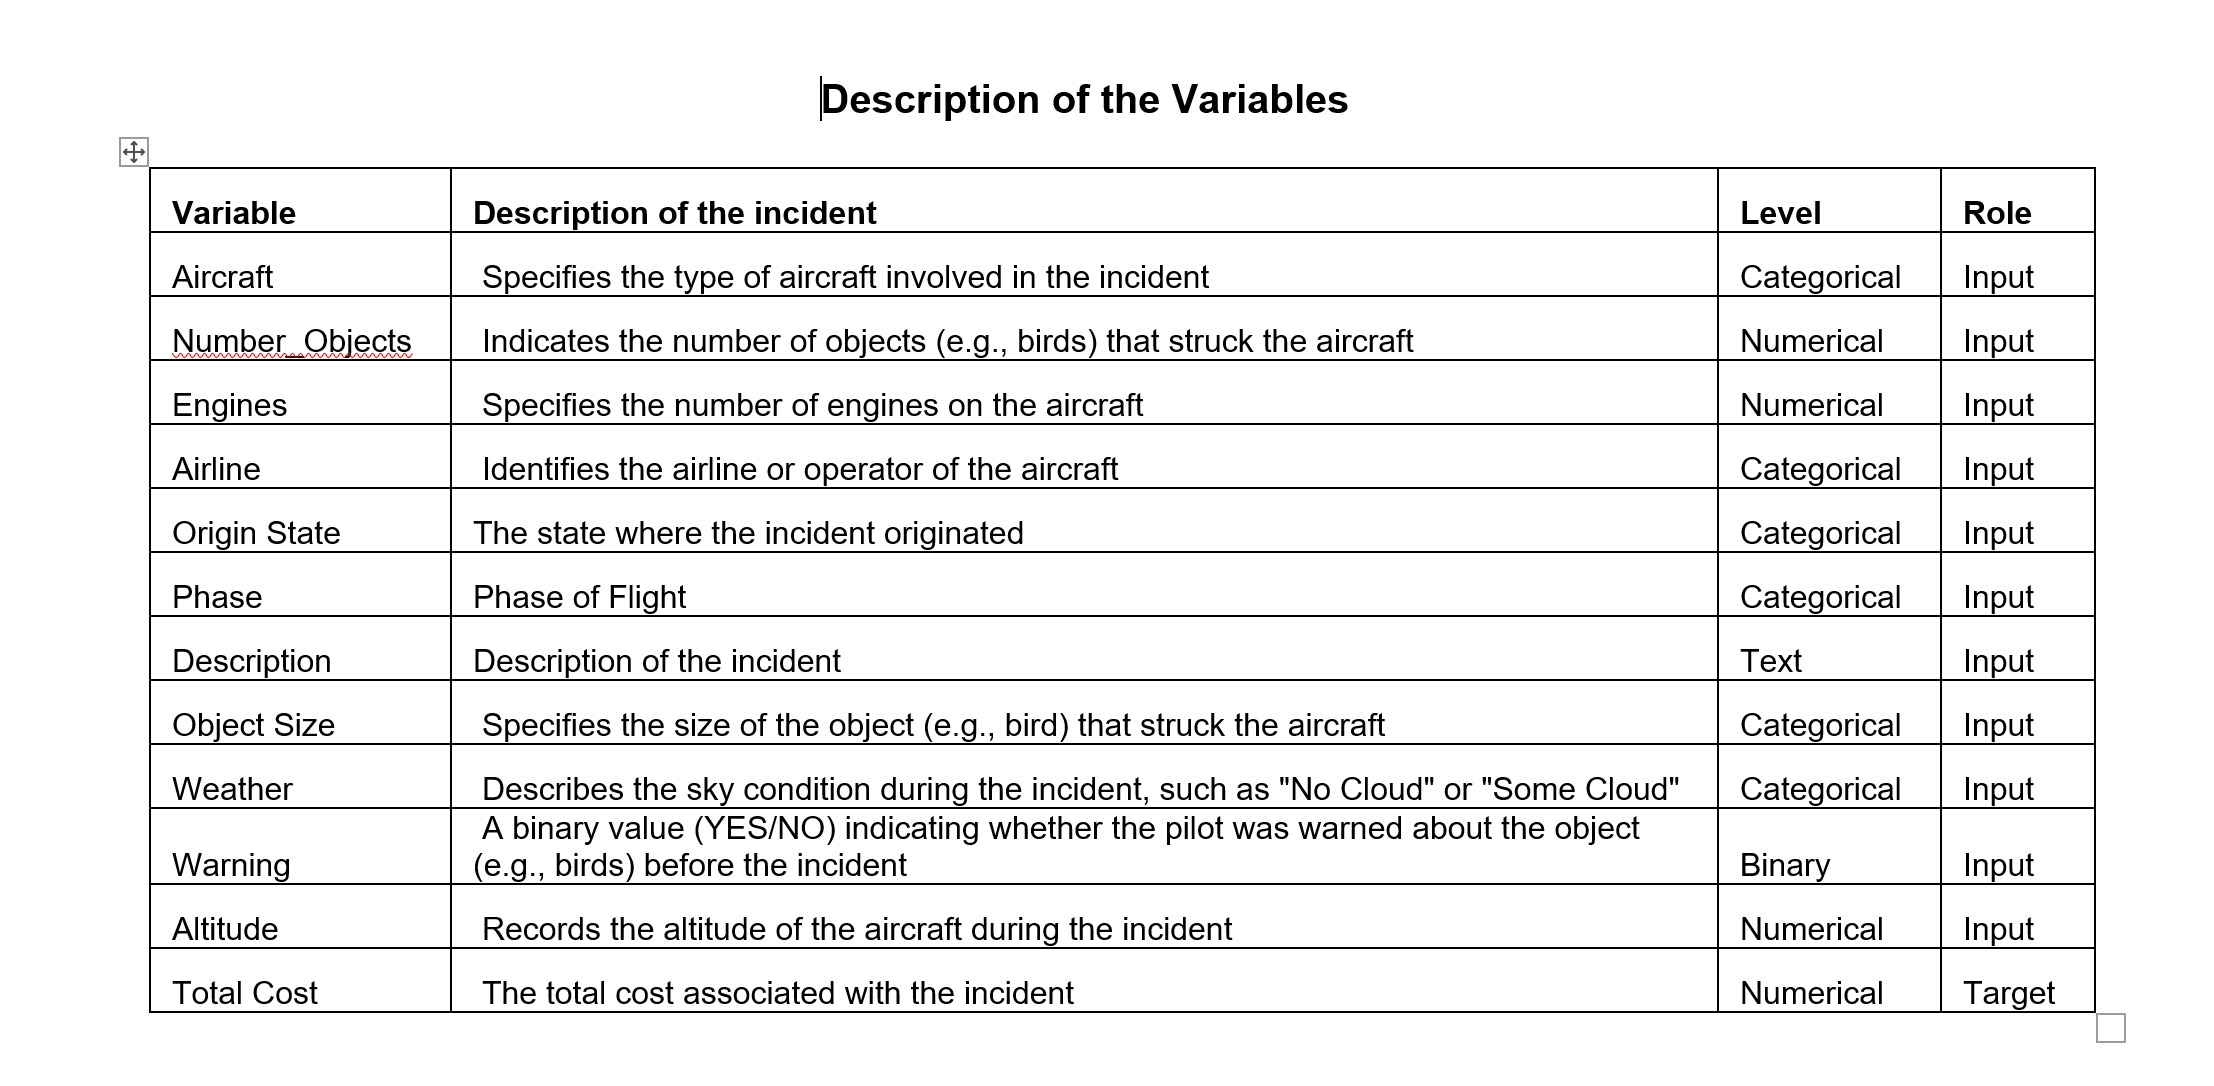 Description of the Variables
Variable Description of the incident Level Role
Aircraft Specifies the type of aircraft involved in the incident Categorical Input
Number_Objects Indicates the number of objects (e.g., birds) that struck the aircraft Numerical Input
Engines Specifies the number of engines on the aircraft Numerical Input
Airline Identifies the airline or operator of the aircraft Categorical Input
Origin State The state where the incident originated Categorical Input
Phase Phase of Flight Categorical Input
Description Description of the incident Text Input
Object Size Specifies the size of the object (e.g., bird) that struck the aircraft Categorical Input
Weather Describes the sky condition during the incident, such as "No Cloud" or "Some Cloud" Categorical Input
A binary value (YES/NO) indicating whether the pilot was warned about the object
Warning (e.g., birds) before the incident Binary Input
Altitude Records the altitude of the aircraft during the incident Numerical Input
Total Cost The total cost associated with the incident Numerical Target